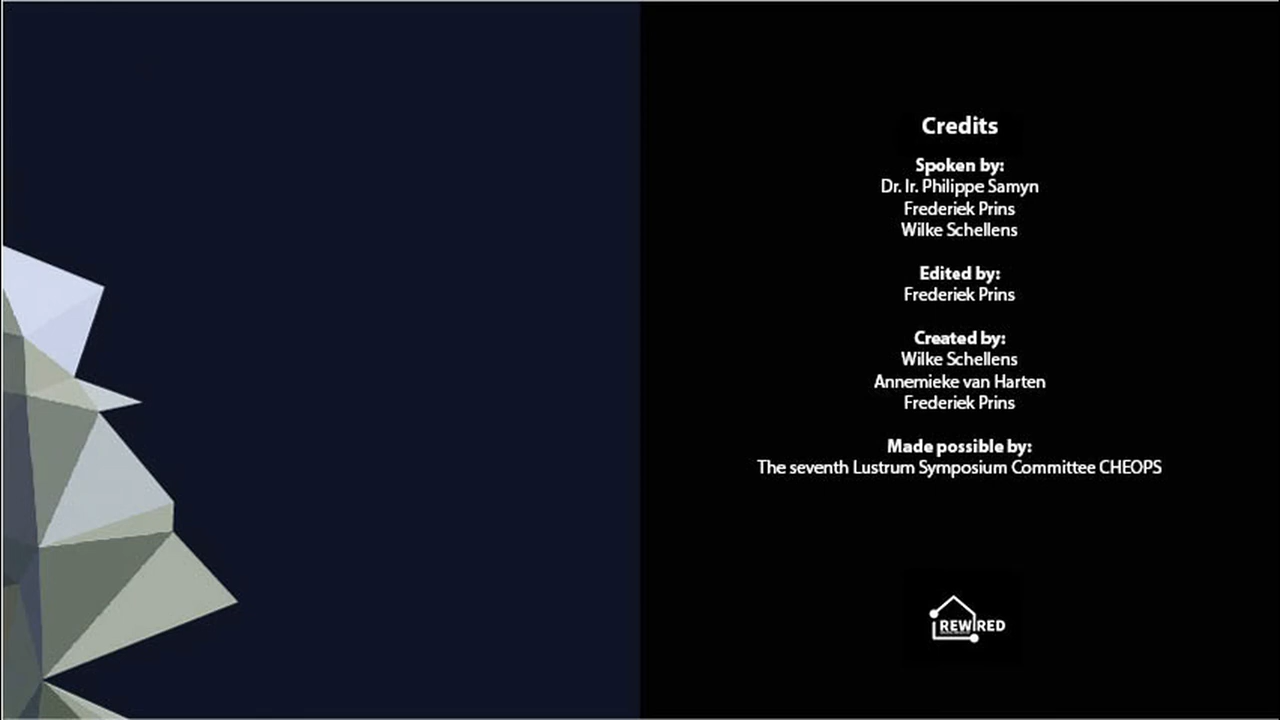 Credits
Spoken by:
Dr. Ir. Philippe Samyn
Frederiek Prins
Wilke Schellens
Edited by:
Frederiek Prins
Created by:
Wilke Schellens
Annemieke van Harten
Frederiek Prins
Made possible by:
The seventh Lustrum Symposium Committee CHEOPS
REWIRED